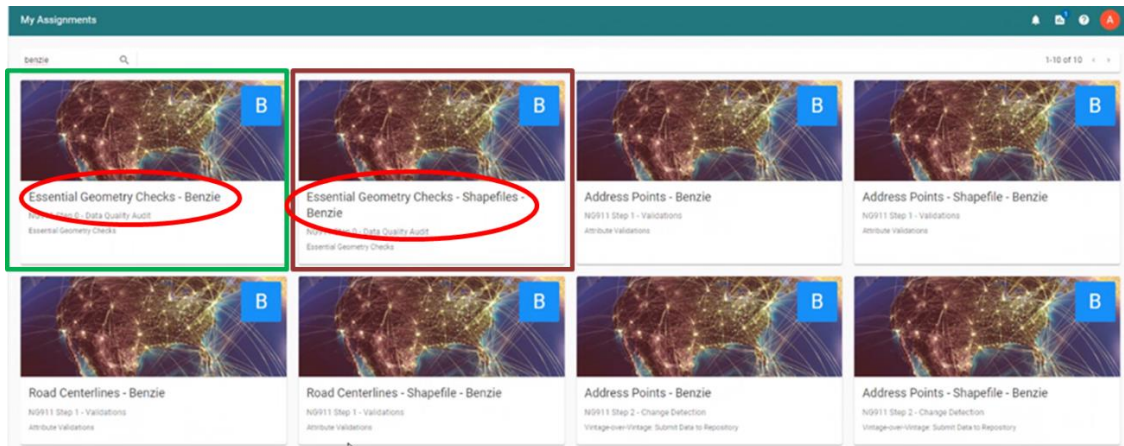 My Assignments
A
benzie
1-10 of 10
B
Essential Geometry Checks - Benzie
NG911 Step 0 - Data Quality Audit
Essential Geometry Checks
B
Essential Geometry Checks - Shapefiles -
Benzie
NG911 Step 0 - Data Quality Audit
Essential Geometry Checks
B
Address Points - Benzie
NG911 Step 1 - Validations
Attribute Validations
B
Address Points - Shapefile - Benzie
NG911 Step 1 - Validations
Attribute Validations
B
Road Centerlines - Benzie
NG911 Step 1 - Validations
Attribute Validations
B
Road Centerlines - Shapefile - Benzie
NG911 Step 1 - Validations
Attribute Validations
B
Address Points - Benzie
NG911 Step 2 - Change Detection
Vintage-over-Vintage: Submit Data to Repository
B
Address Points - Shapefile - Benzie
NG911 Step 2 - Change Detection
Vintage-over-Vintage: Submit Data to Repository